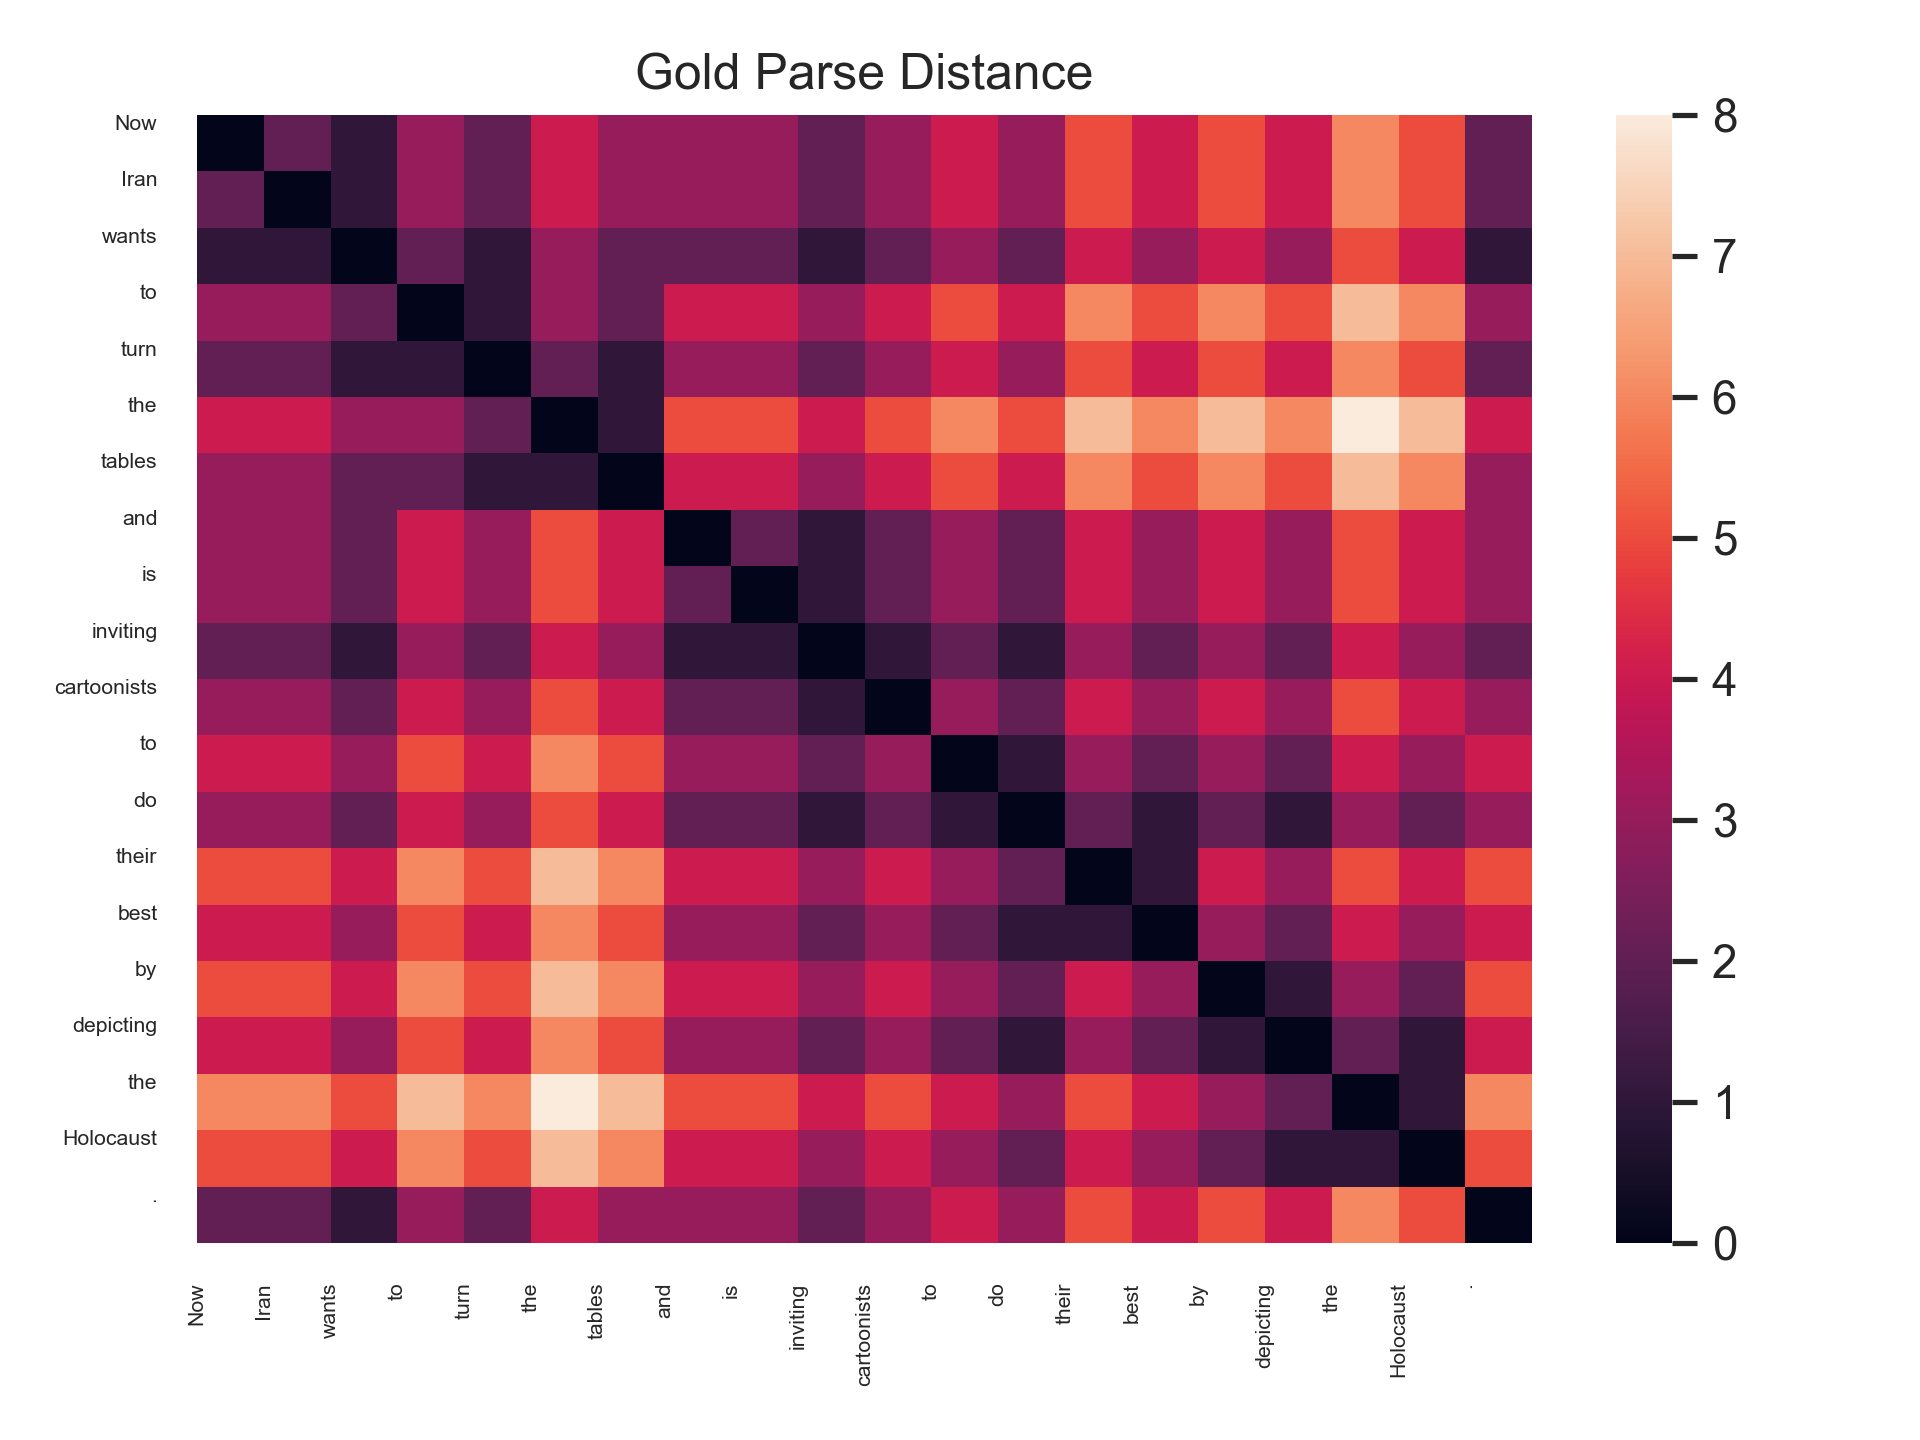 Gold Parse Distance
Now
Iran
wants
to
turn
the
tables
and
is
inviting
cartoonists
to
do
their
best
by
depicting
the
Holocaust
.
8
7
6
5
4
3
2
1
0
Now
Iran
wants
to
turn
the
tables
and
is
inviting
cartoonists
to
do
their
best
by
depicting
the
Holocaust
.